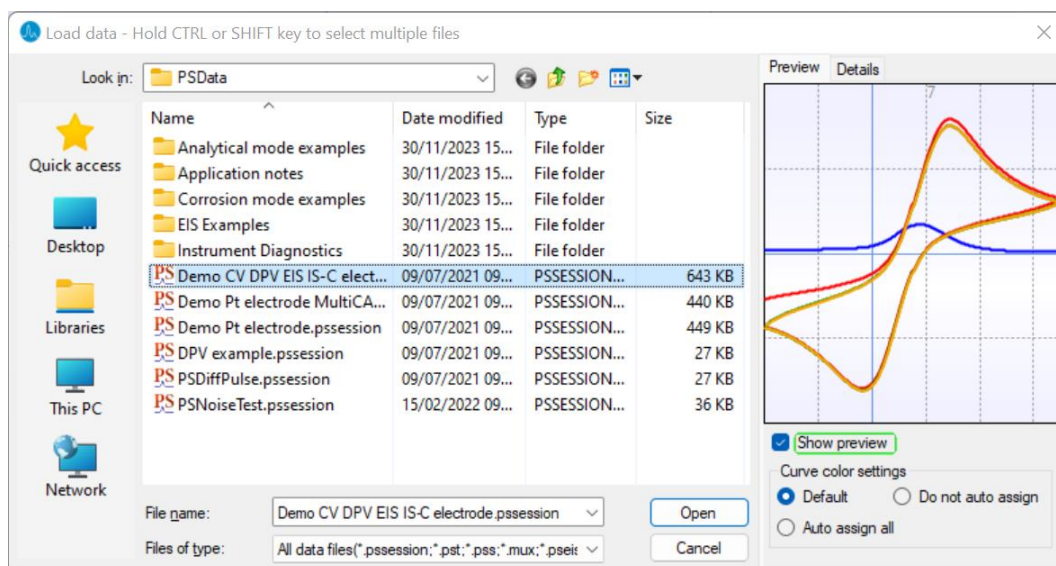 Load data - Hold CTRL or SHIFT key to select multiple files
Look in: PSData
Preview Details
Name Date modified Type Size
Analytical mode examples 30/11/2023 15... File folder
Application notes 30/11/2023 15... File folder
Corrosion mode examples 30/11/2023 15... File folder
EIS Examples 30/11/2023 15... File folder
Instrument Diagnostics 30/11/2023 15... File folder
PS Demo CV DPV EIS IS-C elect... 09/07/2021 09... PSSESSION... 643 KB
PS Demo Pt electrode MultiCA... 09/07/2021 09... PSSESSION... 440 KB
PS Demo Pt electrode.pssession 09/07/2021 09... PSSESSION... 449 KB
PS DPV example.pssession 09/07/2021 09... PSSESSION... 27 KB
PS PSDiffPulse.pssession 09/07/2021 09... PSSESSION... 27 KB
PS PSNoiseTest.pssession 15/02/2022 09... PSSESSION... 36 KB
Quick access
Desktop
Libraries
This PC
Network
7
Show preview
Curve color settings
Default Do not auto assign
Auto assign all
File name: Demo CV DPV EIS IS-C electrode.pssession Open
Files of type: All data files(*.pssession;*.pst;*.pss;*.mux;*.pseis Cancel